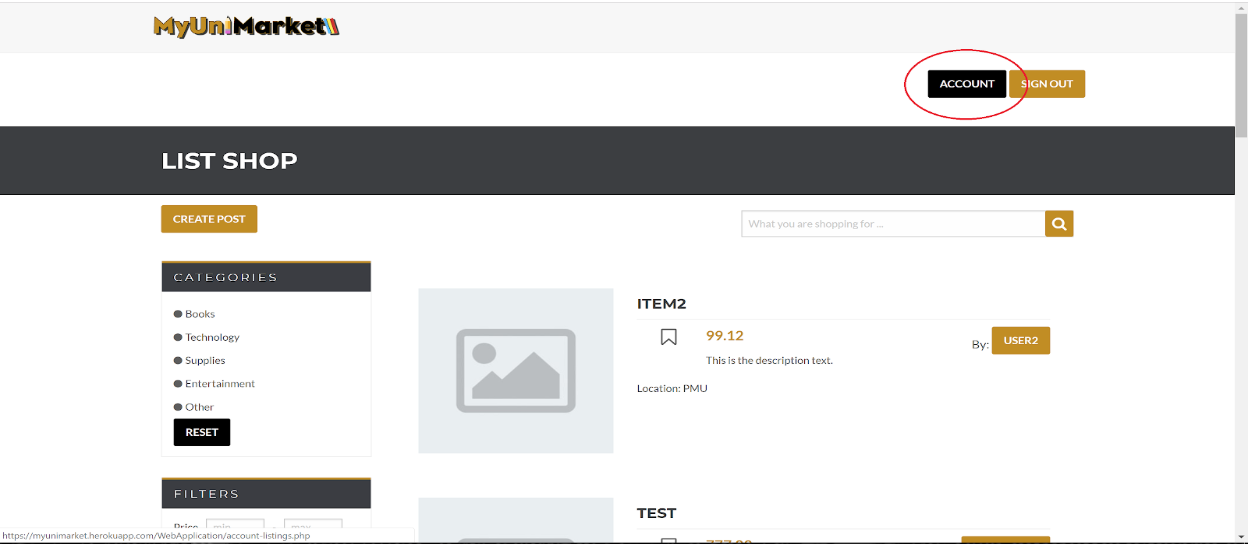 MyUniMarket
ACCOUNT
SIGN OUT
LIST SHOP
CREATE POST
What you are shopping for ...
CATEGORIES
Books
Technology
Supplies
Entertainment
Other
RESET
FILTERS
Price min - max
ITEM2
99.12
By: USER2
This is the description text.
Location: PMU
TEST
https://myunimarket.herokuapp.com/WebApplication/account-listings.php